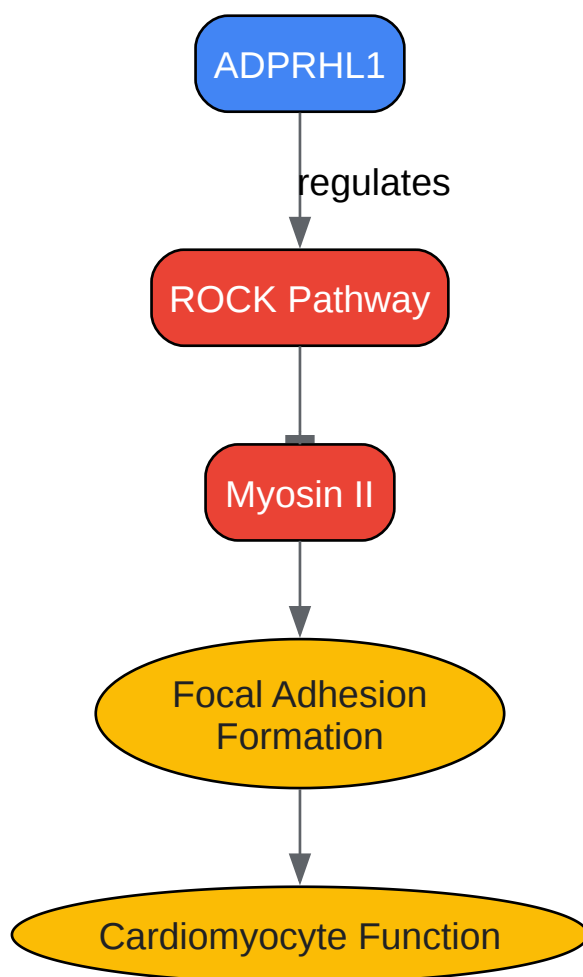 ADPRHL1
regulates
ROCK Pathway
Myosin II
Focal Adhesion
Formation
Cardiomyocyte Function